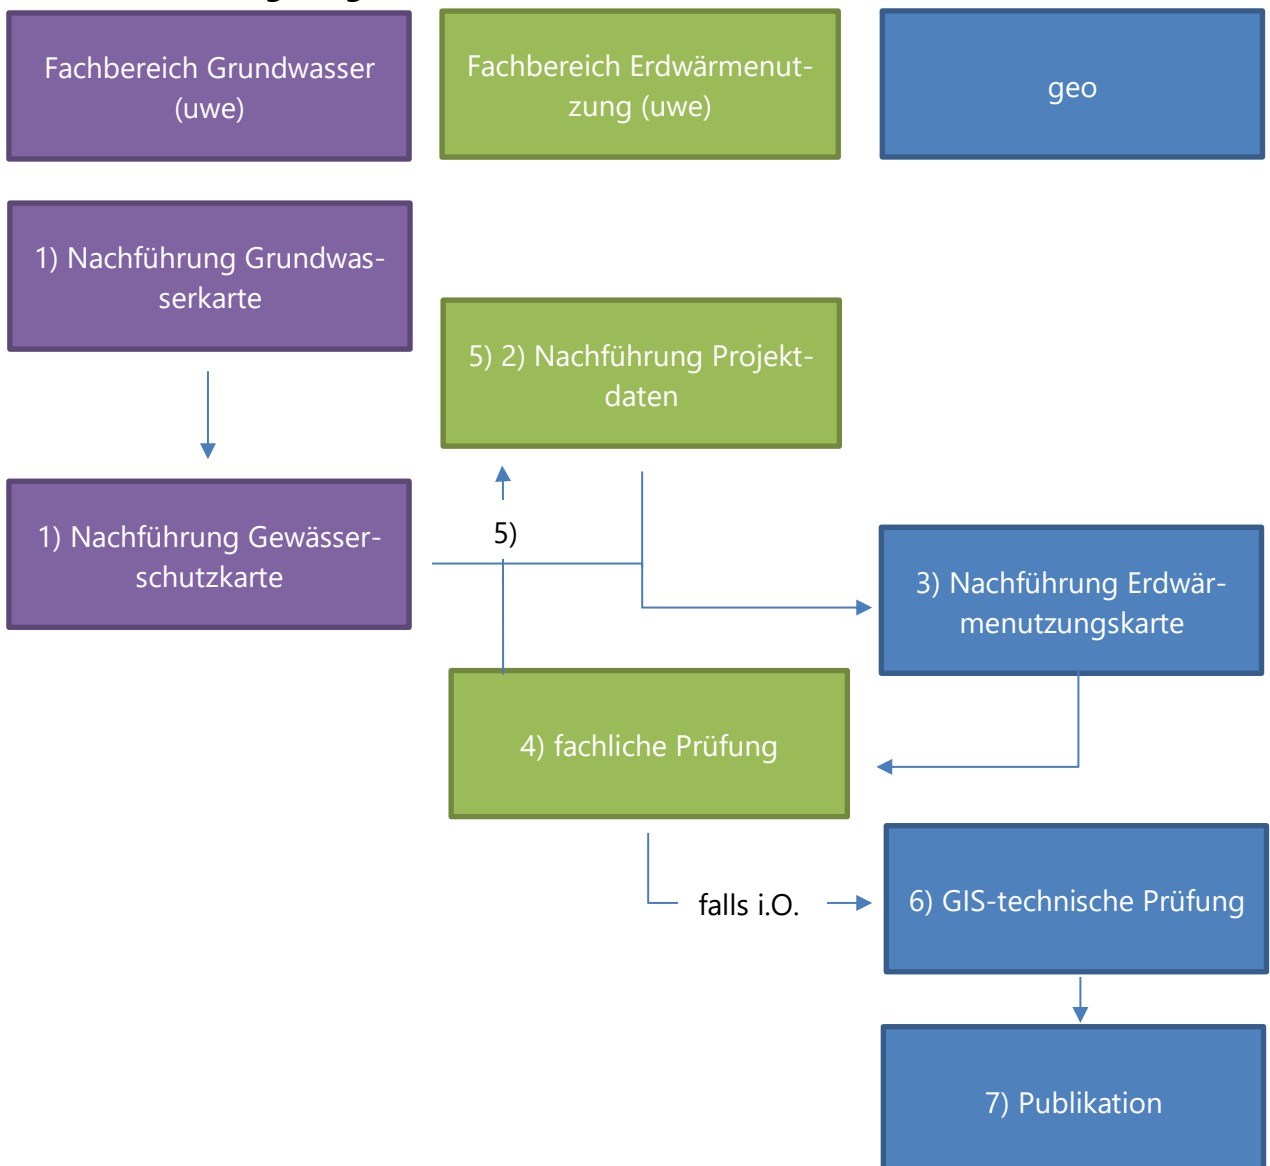 Fachbereich Grundwasser
(uwe)
Fachbereich Erdwärmenut-
zung (uwe)
geo
1) Nachführung Grundwas-
serkarte
5) 2) Nachführung Projekt-
daten
1) Nachführung Gewässer-
schutzkarte
5)
3) Nachführung Erdwär-
menutzungskarte
4) fachliche Prüfung
falls i.O.
6) GIS-technische Prüfung
7) Publikation